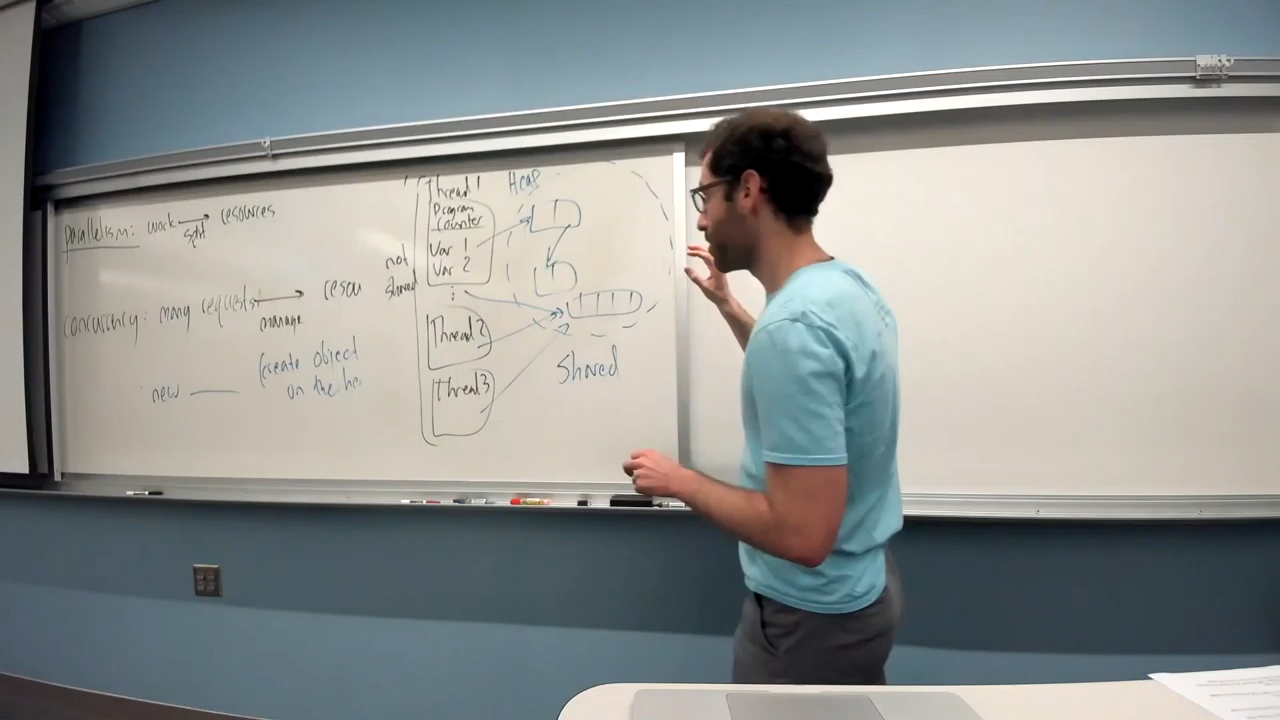 parallelism: work → resources
split
concurrency: many requests → resou
manage
new ____ (create object
on the he
not
shared
Thread 1
Program
Counter
Var 1
Var 2
:
Thread 2
Thread 3
Heap
Shared